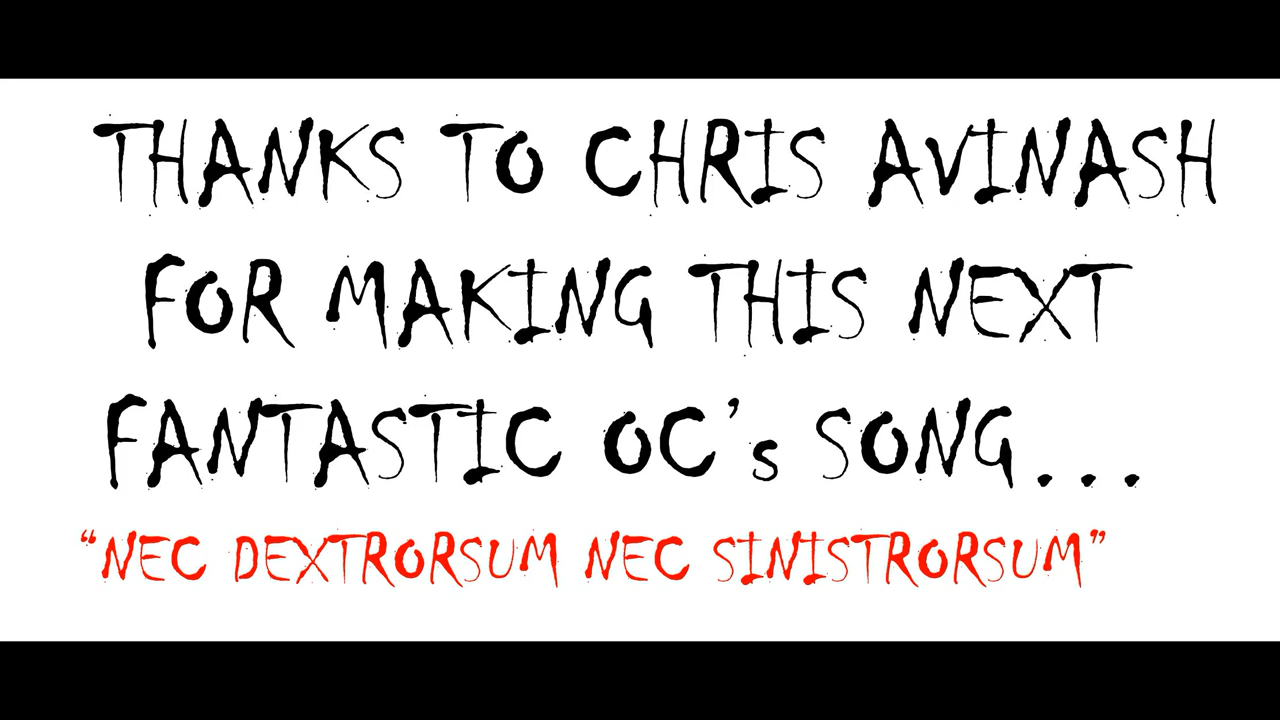 THANKS TO CHRIS AVINASH
FOR MAKING THIS NEXT
FANTASTIC OC's SONG...
“NEC DEXTRORSUM NEC SINISTRORSUM”